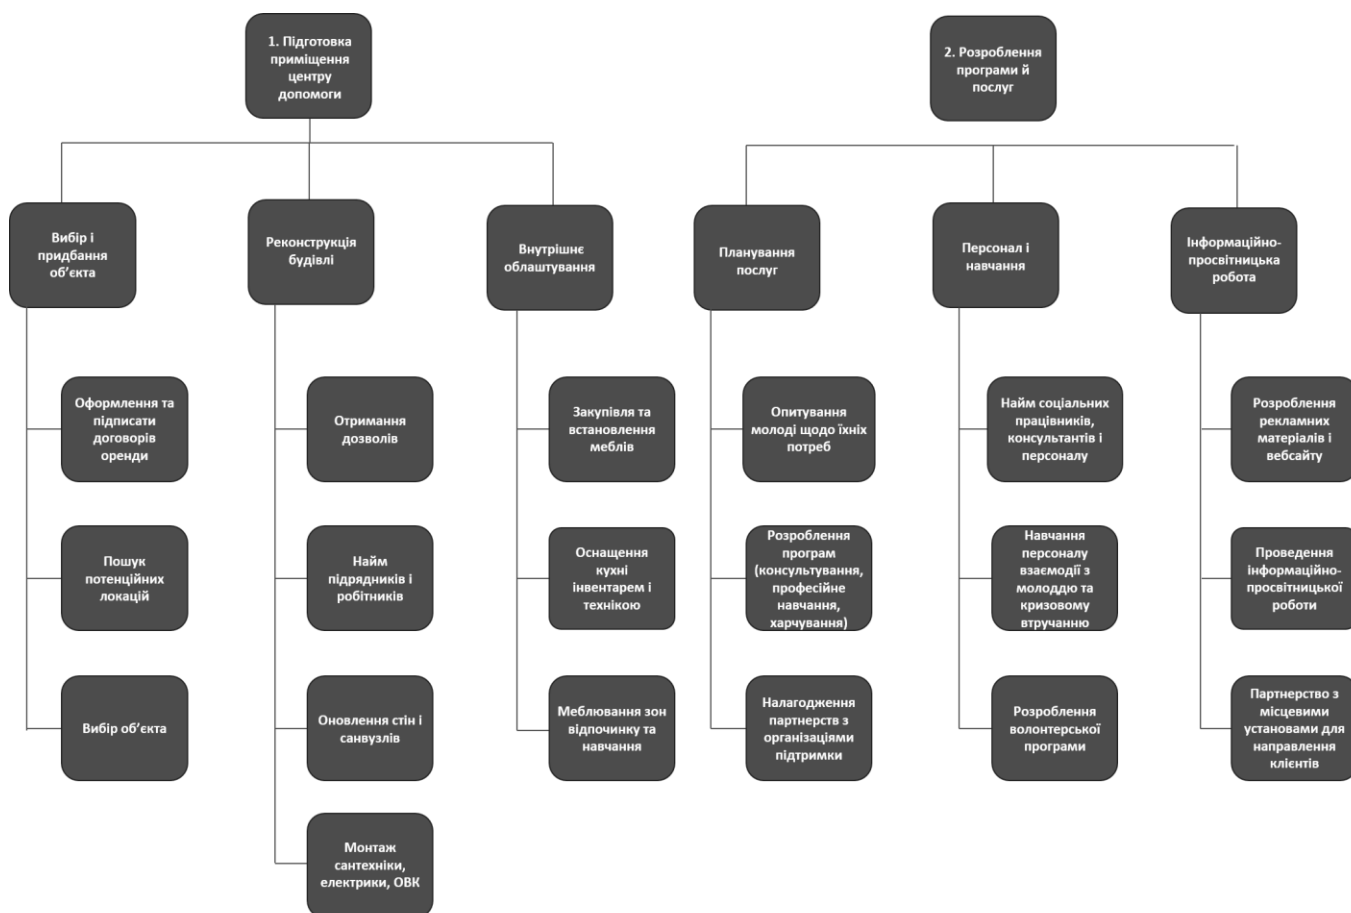 1. Підготовка
приміщення
центру
допомоги
2. Розроблення
програми й
послуг
Вибір і
придбання
об’єкта
Реконструкція
будівлі
Внутрішнє
облаштування
Планування
послуг
Персонал і
навчання
Інформаційно-
просвітницька
робота
Оформлення та
підписати
договорів
оренди
Отримання
дозволів
Закупівля та
встановлення
меблів
Опитування
молоді щодо їхніх
потреб
Найм соціальних
працівників,
консультантів і
персоналу
Розроблення
рекламних
матеріалів і
вебсайту
Пошук
потенційних
локацій
Найм
підрядників і
робітників
Оснащення
кухні
інвентарем і
технікою
Розроблення
програм
(консультування,
професійне
навчання,
харчування)
Навчання
персоналу
взаємодії з
молоддю та
кризовому
втручанню
Проведення
інформаційно-
просвітницької
роботи
Вибір об’єкта
Оновлення стін і
санвузлів
Меблювання зон
відпочинку та
навчання
Налагодження
партнерств з
організаціями
підтримки
Розроблення
волонтерської
програми
Партнерство з
місцевими
установами для
направлення
клієнтів
Монтаж
сантехніки,
електрики, ОВК